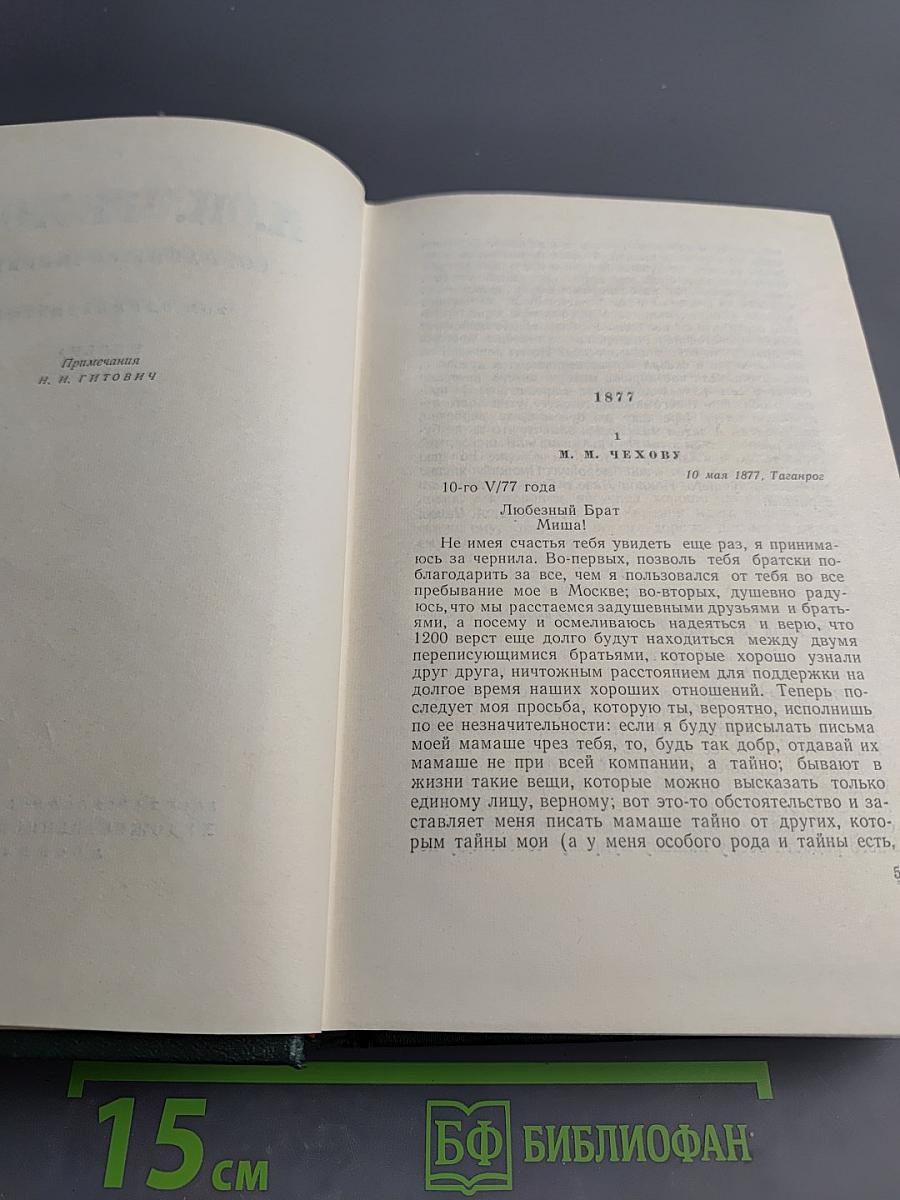 Примечания
Н. И. ГИТОВИЧ
1877
1
М. М. ЧЕХОВУ
10 мая 1877, Таганрог
10-го V/77 года
Любезный Брат
Миша!
Не имея счастья тебя увидеть еще раз, я принима-
юсь за чернила. Во-первых, позволь тебя братски по-
благодарить за все, чем я пользовался от тебя во все
пребывание мое в Москве; во-вторых, душевно раду-
юсь, что мы расстаемся задушевными друзьями и брать-
ями, а посему и осмеливаюсь надеяться и верю, что
1200 верст еще долго будут находиться между двумя
переписующимися братьями, которые хорошо узнали
друг друга, ничтожным расстоянием для поддержки на
долгое время наших хороших отношений. Теперь по-
следует моя просьба, которую ты, вероятно, исполнишь
по ее незначительности: если я буду присылать письма
моей мамаше чрез тебя, то, будь так добр, отдавай их
мамаше не при всей компании, а тайно; бывают в
жизни такие вещи, которые можно высказать только
единому лицу, верному; вот это-то обстоятельство и за-
ставляет меня писать мамаше тайно от других, кото-
рым тайны мои (а у меня особого рода и тайны есть,
5
15 см
БФ БИБЛИОФАН